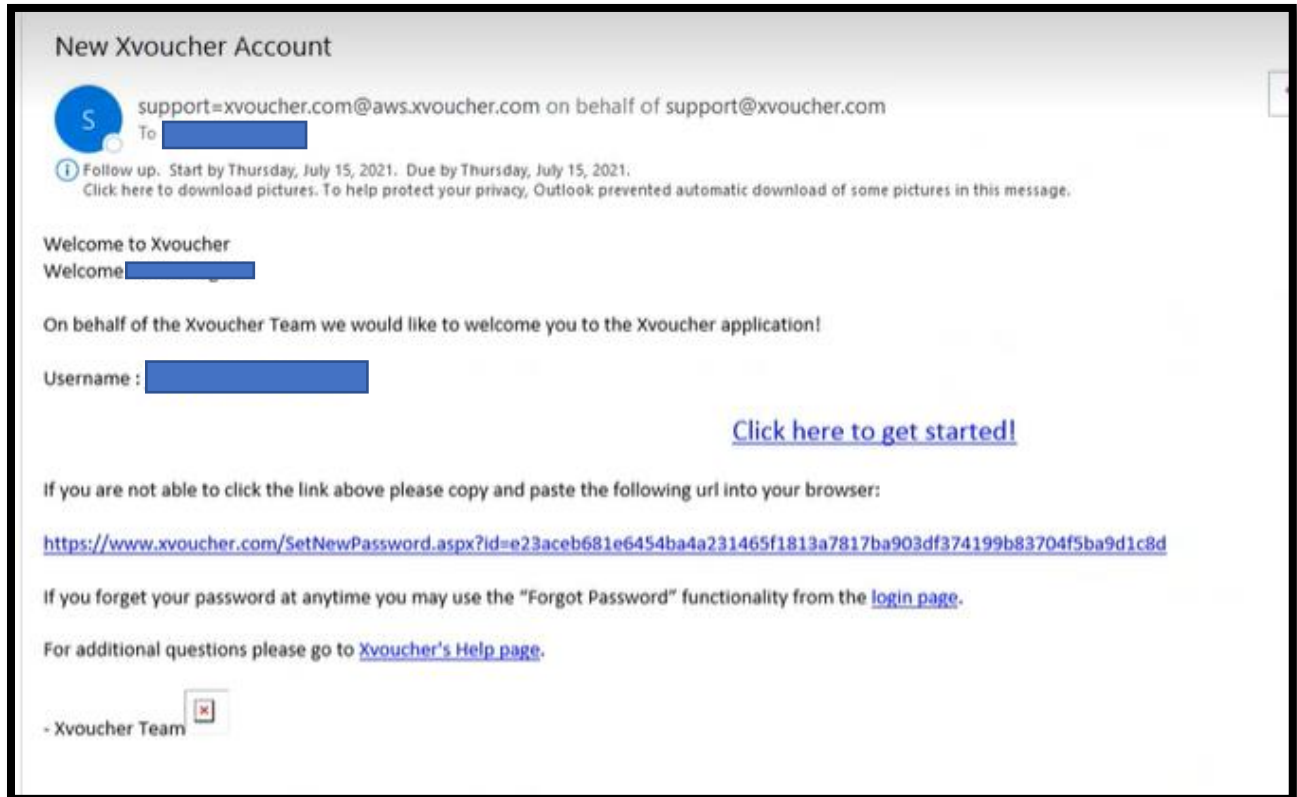 New Xvoucher Account
S
support=xvoucher.com@aws.xvoucher.com on behalf of support@xvoucher.com
To
Follow up. Start by Thursday, July 15, 2021. Due by Thursday, July 15, 2021.
Click here to download pictures. To help protect your privacy, Outlook prevented automatic download of some pictures in this message.
Welcome to Xvoucher
Welcome
On behalf of the Xvoucher Team we would like to welcome you to the Xvoucher application!
Username :
Click here to get started!
If you are not able to click the link above please copy and paste the following url into your browser:
https://www.xvoucher.com/SetNewPassword.aspx?id=e23aceb681e6454ba4a231465f1813a7817ba903df374199b83704f5ba9d1c8d
If you forget your password at anytime you may use the “Forgot Password” functionality from the login page.
For additional questions please go to Xvoucher's Help page.
- Xvoucher Team